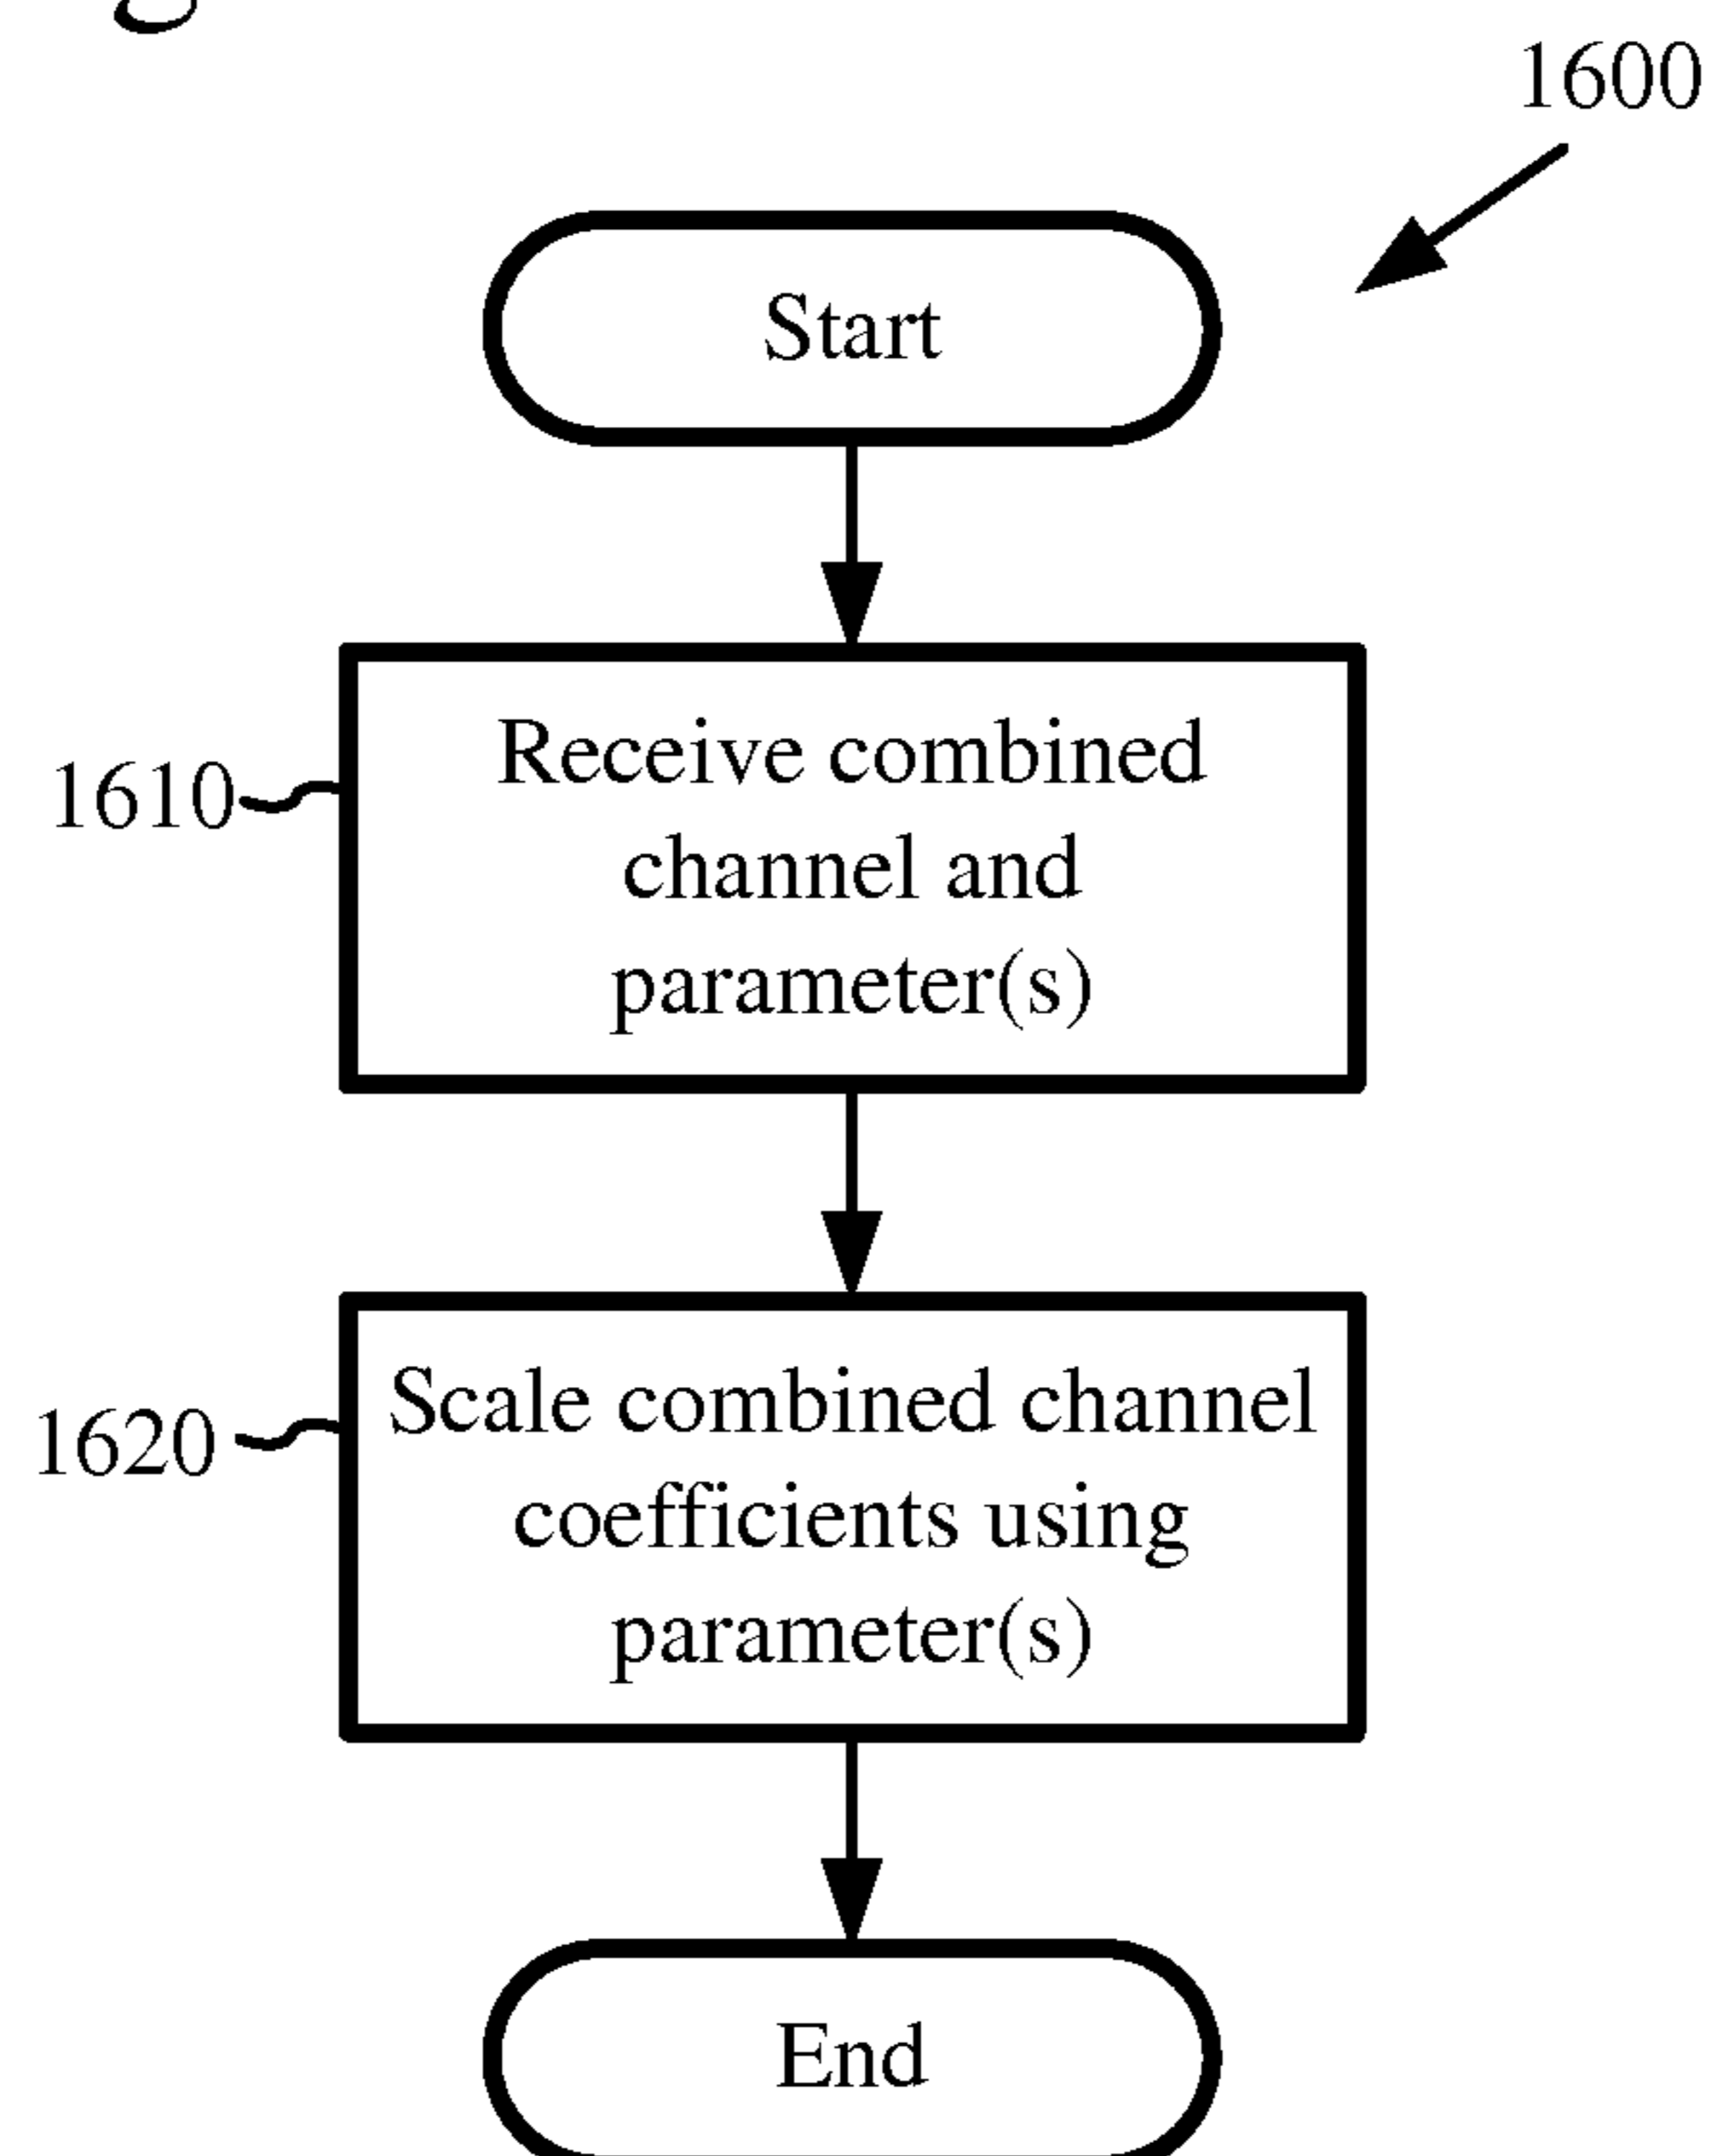 1600
Start
1610
Receive combined
channel and
parameter(s)
1620
Scale combined channel
coefficients using
parameter(s)
End